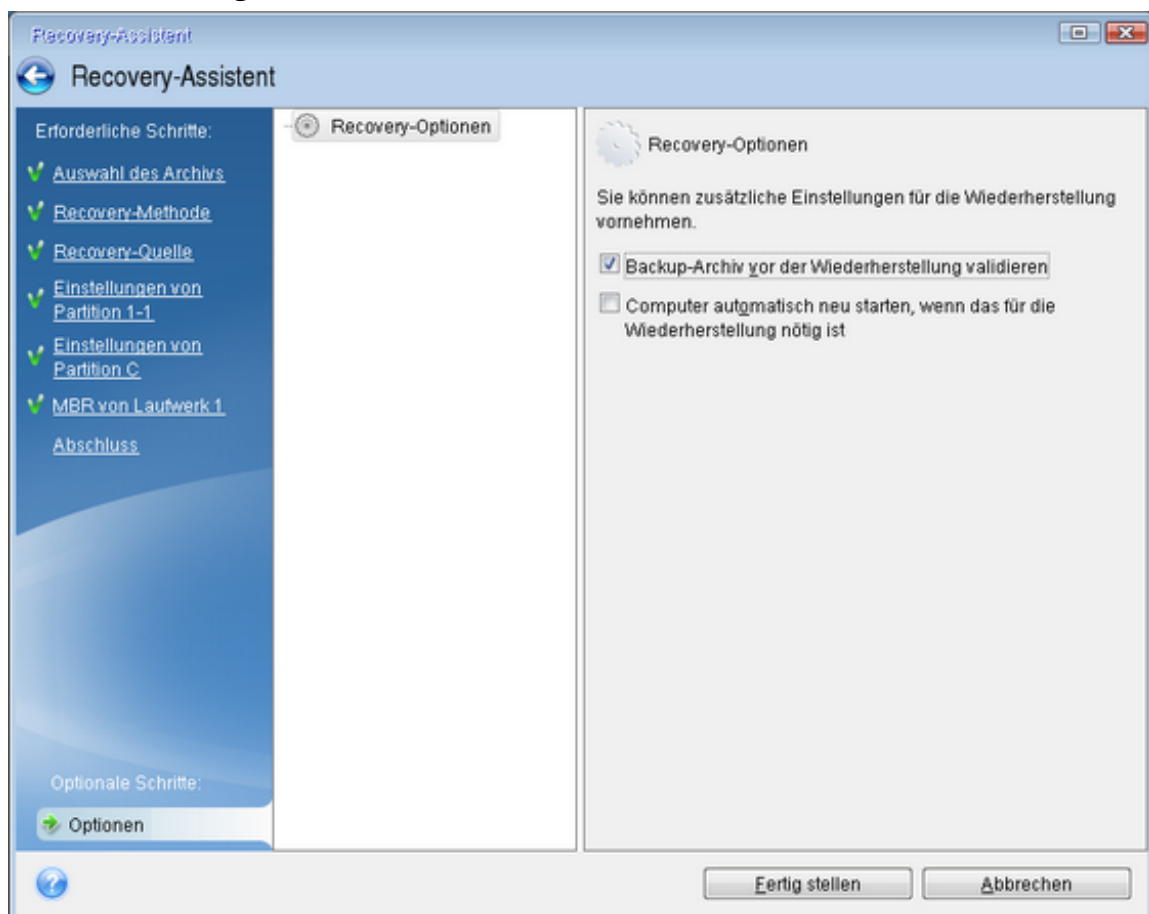 Recovery-Assistent
Recovery-Assistent
Erforderliche Schritte:
Auswahl des Archivs
Recovery-Methode
Recovery-Quelle
Einstellungen von
Partition 1-1
Einstellungen von
Partition C
MBR von Laufwerk 1
Abschluss
Optionale Schritte:
Optionen
Recovery-Optionen
Recovery-Optionen
Sie können zusätzliche Einstellungen für die Wiederherstellung
vornehmen.
Backup-Archiv vor der Wiederherstellung validieren
Computer automatisch neu starten, wenn das für die
Wiederherstellung nötig ist
Fertig stellen
Abbrechen